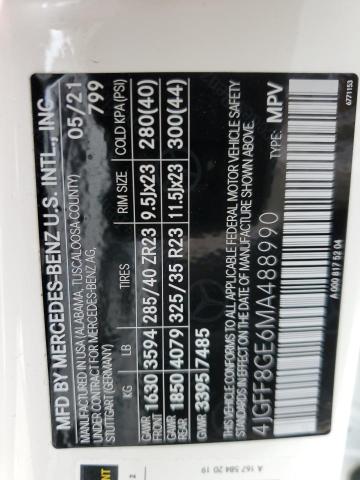 MFD BY MERCEDES-BENZ U.S. INTL., INC.
MANUFACTURED IN USA (ALABAMA, TUSCALOOSA COUNTY)
UNDER CONTRACT FROM MERCEDES-BENZ AG,
STUTTGART (GERMANY)
05/21
799
KG LB TIRES RIM SIZE COLD KPA (PSI)
GAWR FRONT 1630 3594 285/40 ZR23 9.5Jx23 280(40)
GAWR REAR 1850 4079 325/35 R23 11.5Jx23 300(44)
GVWR 3395 7485
THIS VEHICLE CONFORMS TO ALL APPLICABLE FEDERAL MOTOR VEHICLE SAFETY
STANDARDS IN EFFECT ON THE DATE OF MANUFACTURE SHOWN ABOVE.
4JGFF8GE6MA488990 MPV
A 000 817 52 04
6771153
A 167 584 20 19